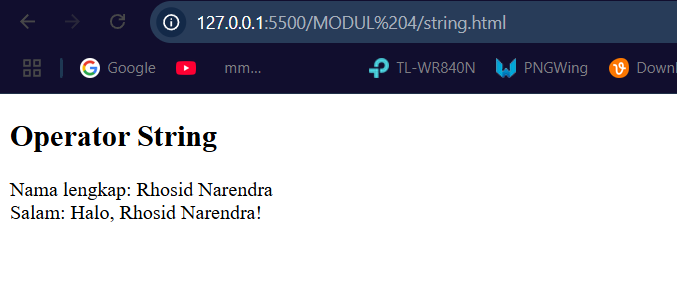 127.0.0.1:5500/MODUL%204/string.html
Google
mm...
TL-WR840N
PNGWing
Downl
Operator String
Nama lengkap: Rhosid Narendra
Salam: Halo, Rhosid Narendra!